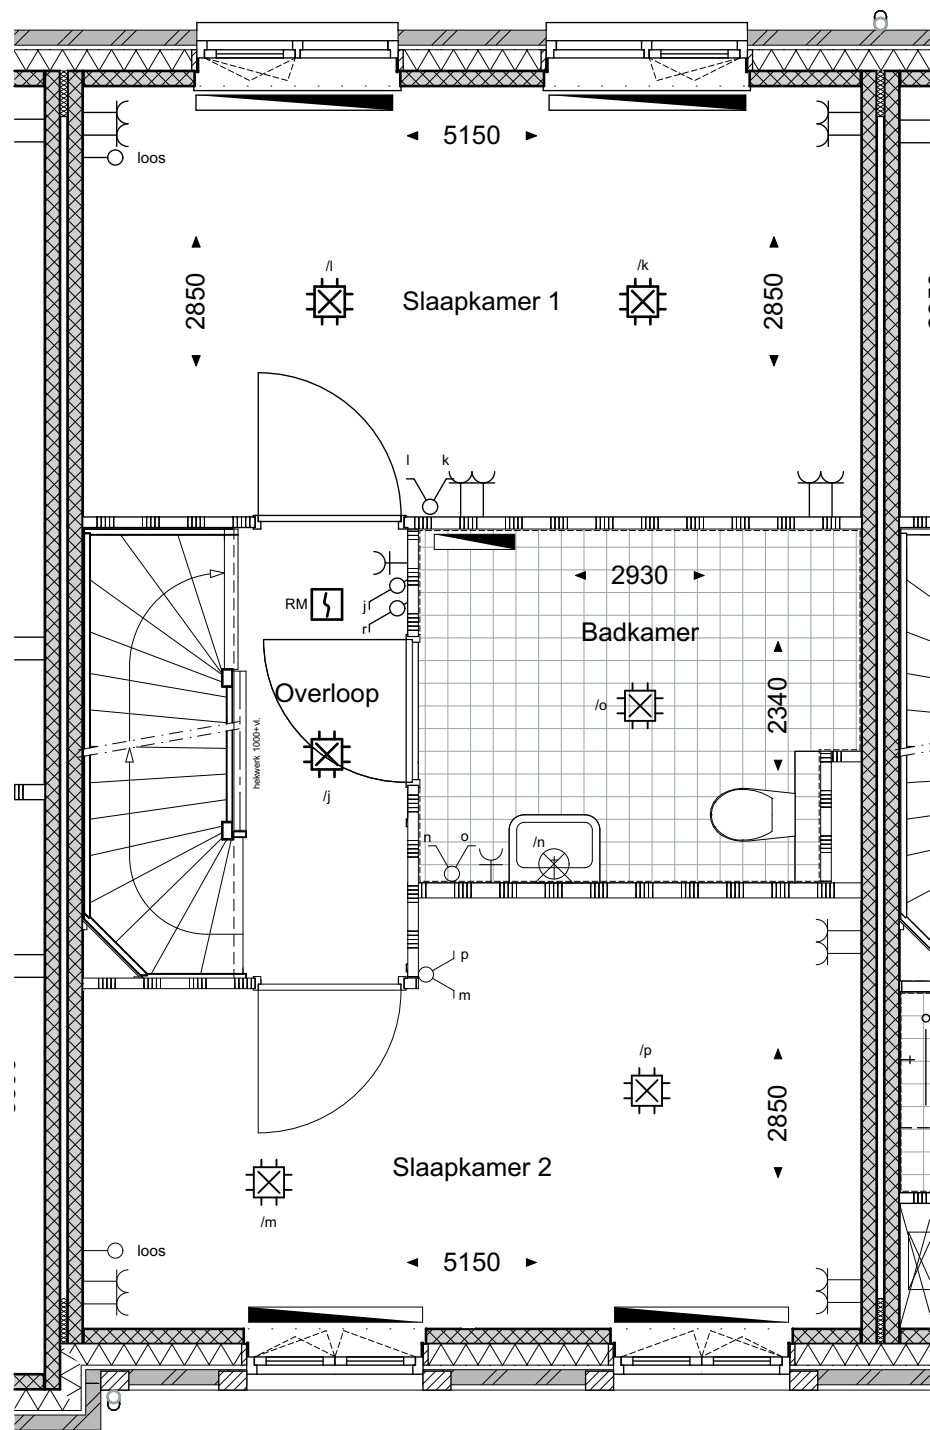 5150
loos
2850
/l
Slaapkamer 1
/k
2850
l k
2930
RM
j
r
Badkamer
Overloop
2340
/o
hekwerk 1000+vl.
/j
n o
/n
p
m
/p
2850
Slaapkamer 2
/m
loos
5150